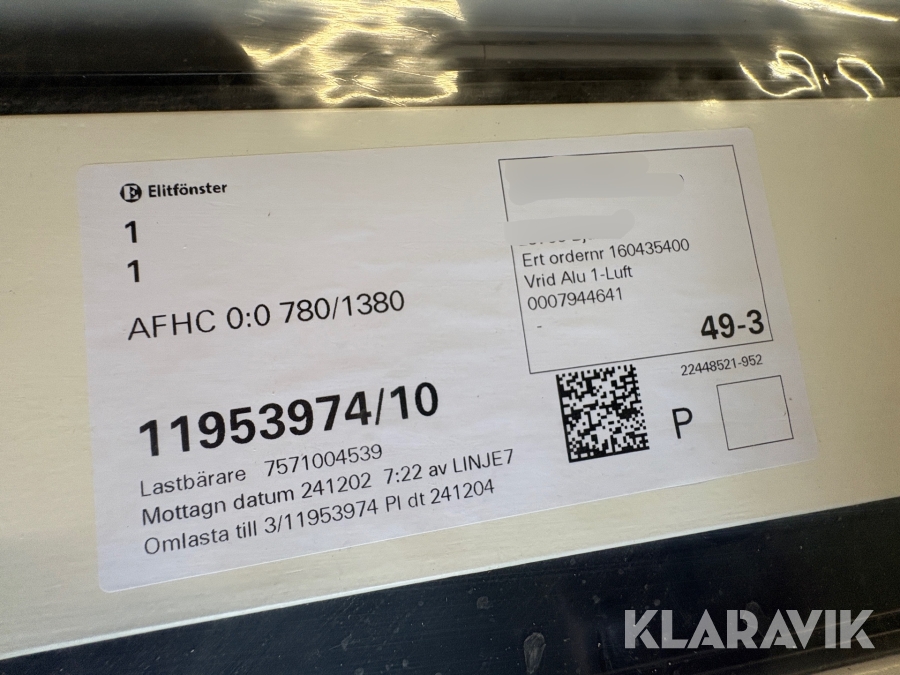 Elitfönster
1
1
AFHC 0:0 780/1380
11953974/10
Lastbärare 7571004539
Mottagn datum 241202 7:22 av LINJE7
Omlasta till 3/11953974 Pl dt 241204
Ert ordernr 160435400
Vrid Alu 1-Luft
0007944641
-
49-3
22448521-952
P
KLARAVIK